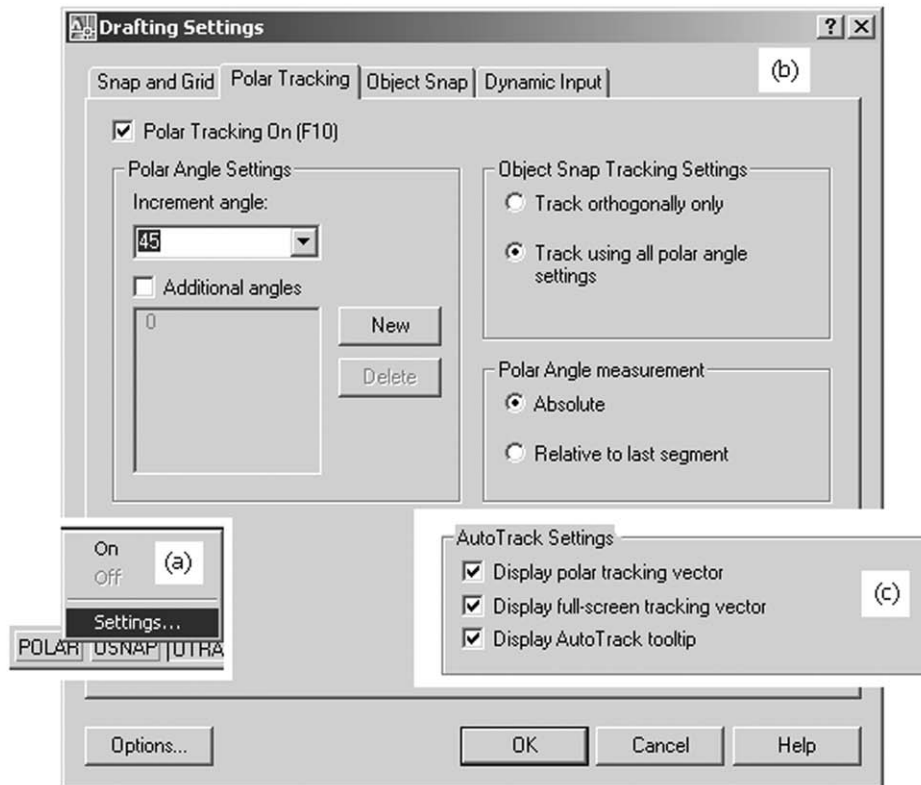 Drafting Settings
(b)
Snap and Grid
Polar Tracking
Object Snap
Dynamic Input
Polar Tracking On (F10)
Polar Angle Settings
Increment angle:
45
Additional angles
0
New
Delete
Object Snap Tracking Settings
Track orthogonally only
Track using all polar angle
settings
Polar Angle measurement
Absolute
Relative to last segment
On
Off
(a)
Settings...
POLAR
OSNAP
OTRA
AutoTrack Settings
Display polar tracking vector
Display full-screen tracking vector
Display AutoTrack tooltip
(c)
Options...
OK
Cancel
Help